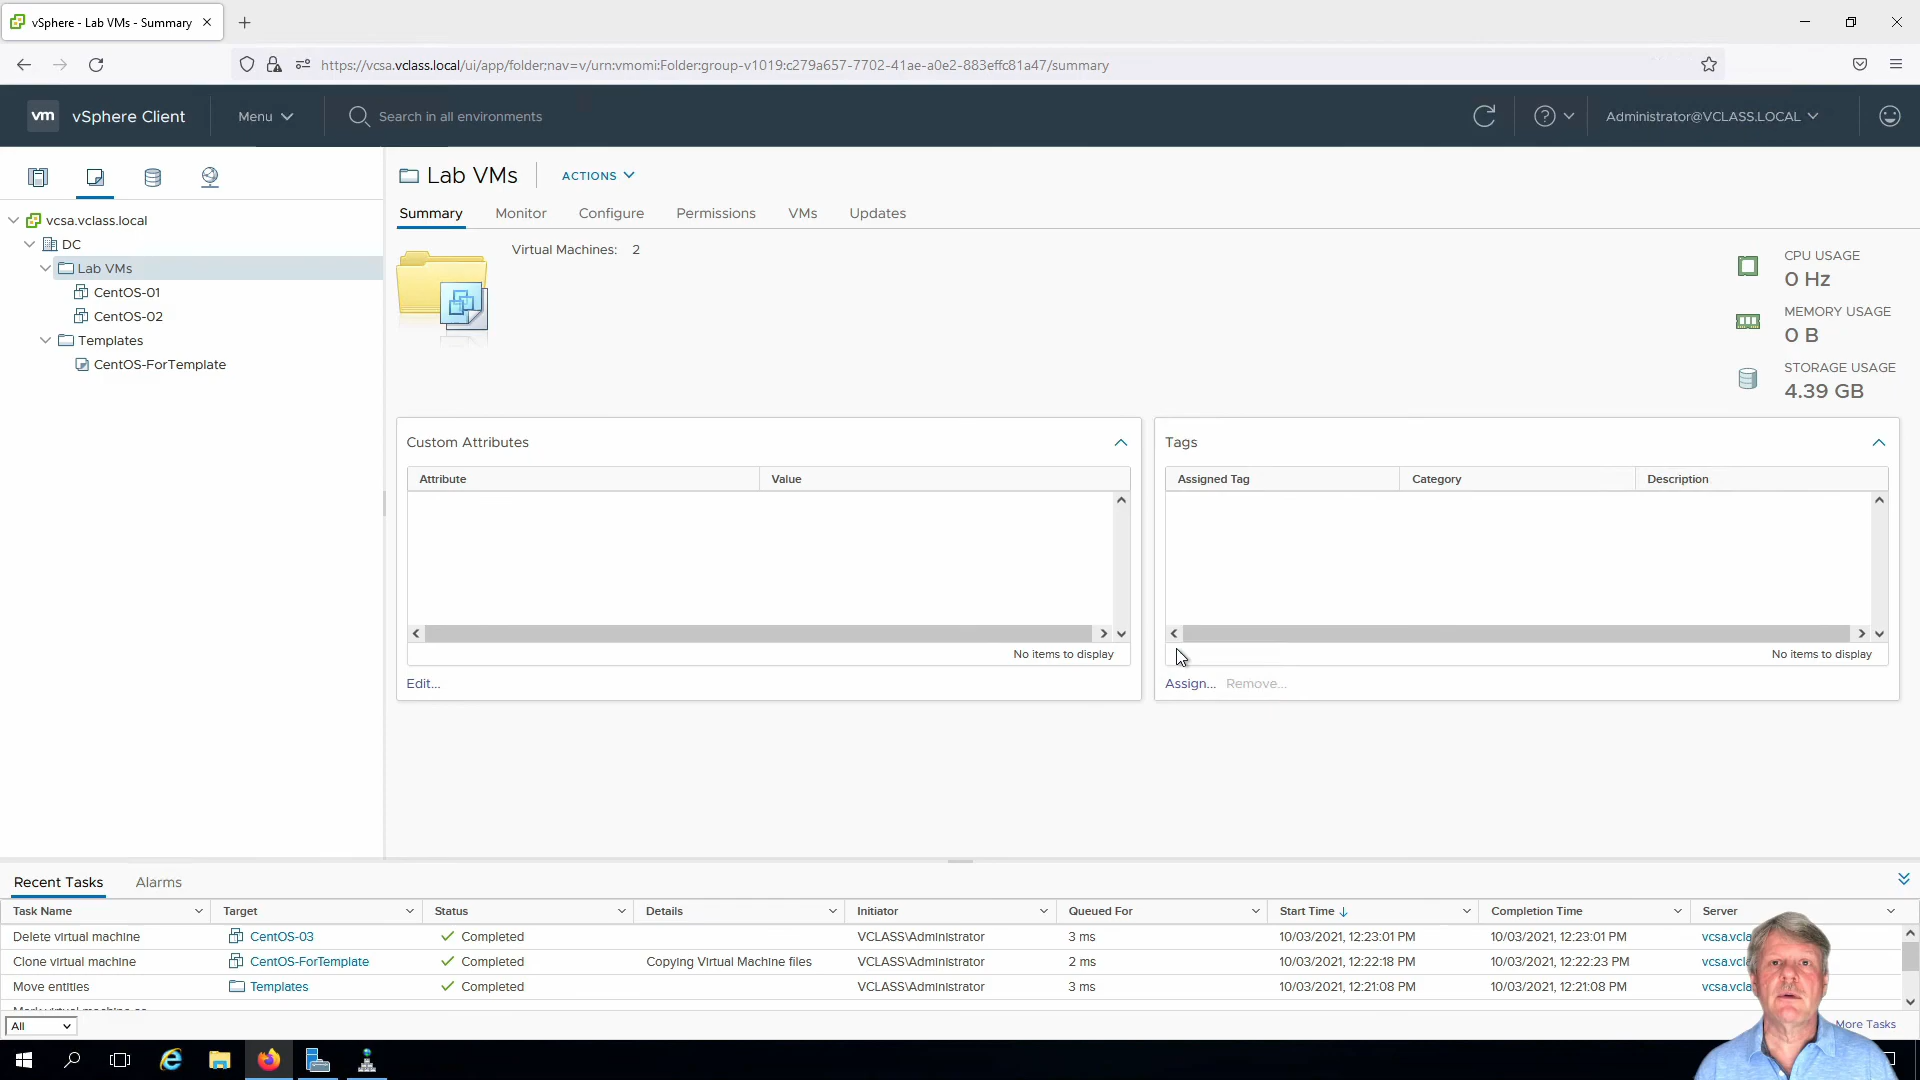 vSphere - Lab VMs - Summary
https://vcsa.vclass.local/ui/app/folder;nav=v/urn:vmomi:Folder:group-v1019:c279a657-7702-41ae-a0e2-883effc81a47/summary
vm vSphere Client Menu Search in all environments Administrator@VCLASS.LOCAL
vcsa.vclass.local
DC
Lab VMs
CentOS-01
CentOS-02
Templates
CentOS-ForTemplate
Lab VMs ACTIONS
Summary Monitor Configure Permissions VMs Updates
Virtual Machines: 2
CPU USAGE
0 Hz
MEMORY USAGE
0 B
STORAGE USAGE
4.39 GB
Custom Attributes
Attribute Value
No items to display
Edit...
Tags
Assigned Tag Category Description
No items to display
Assign... Remove...
Recent Tasks Alarms
Task Name Target Status Details Initiator Queued For Start Time Completion Time Server
Delete virtual machine CentOS-03 Completed VCLASS\Administrator 3 ms 10/03/2021, 12:23:01 PM 10/03/2021, 12:23:01 PM vcsa.vcla
Clone virtual machine CentOS-ForTemplate Completed Copying Virtual Machine files VCLASS\Administrator 2 ms 10/03/2021, 12:22:18 PM 10/03/2021, 12:22:23 PM vcsa.vcla
Move entities Templates Completed VCLASS\Administrator 3 ms 10/03/2021, 12:21:08 PM 10/03/2021, 12:21:08 PM vcsa.vcla
All More Tasks